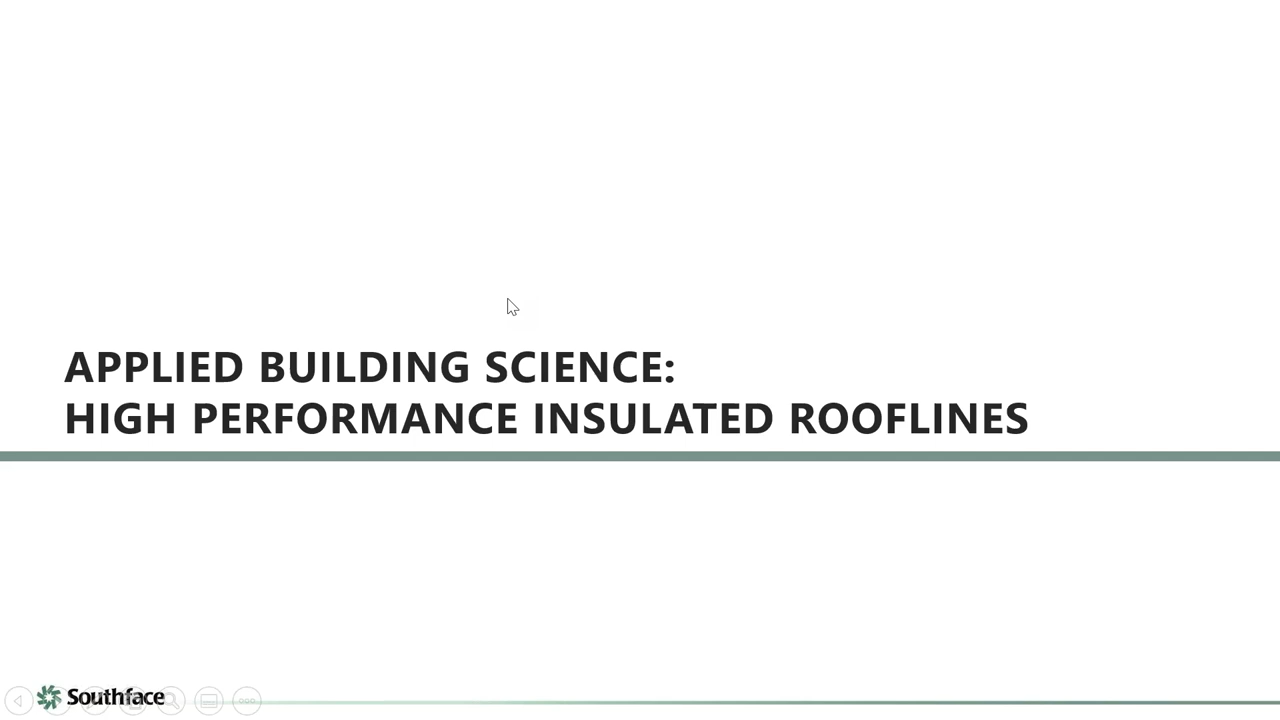 APPLIED BUILDING SCIENCE:
HIGH PERFORMANCE INSULATED ROOFLINES
Southface